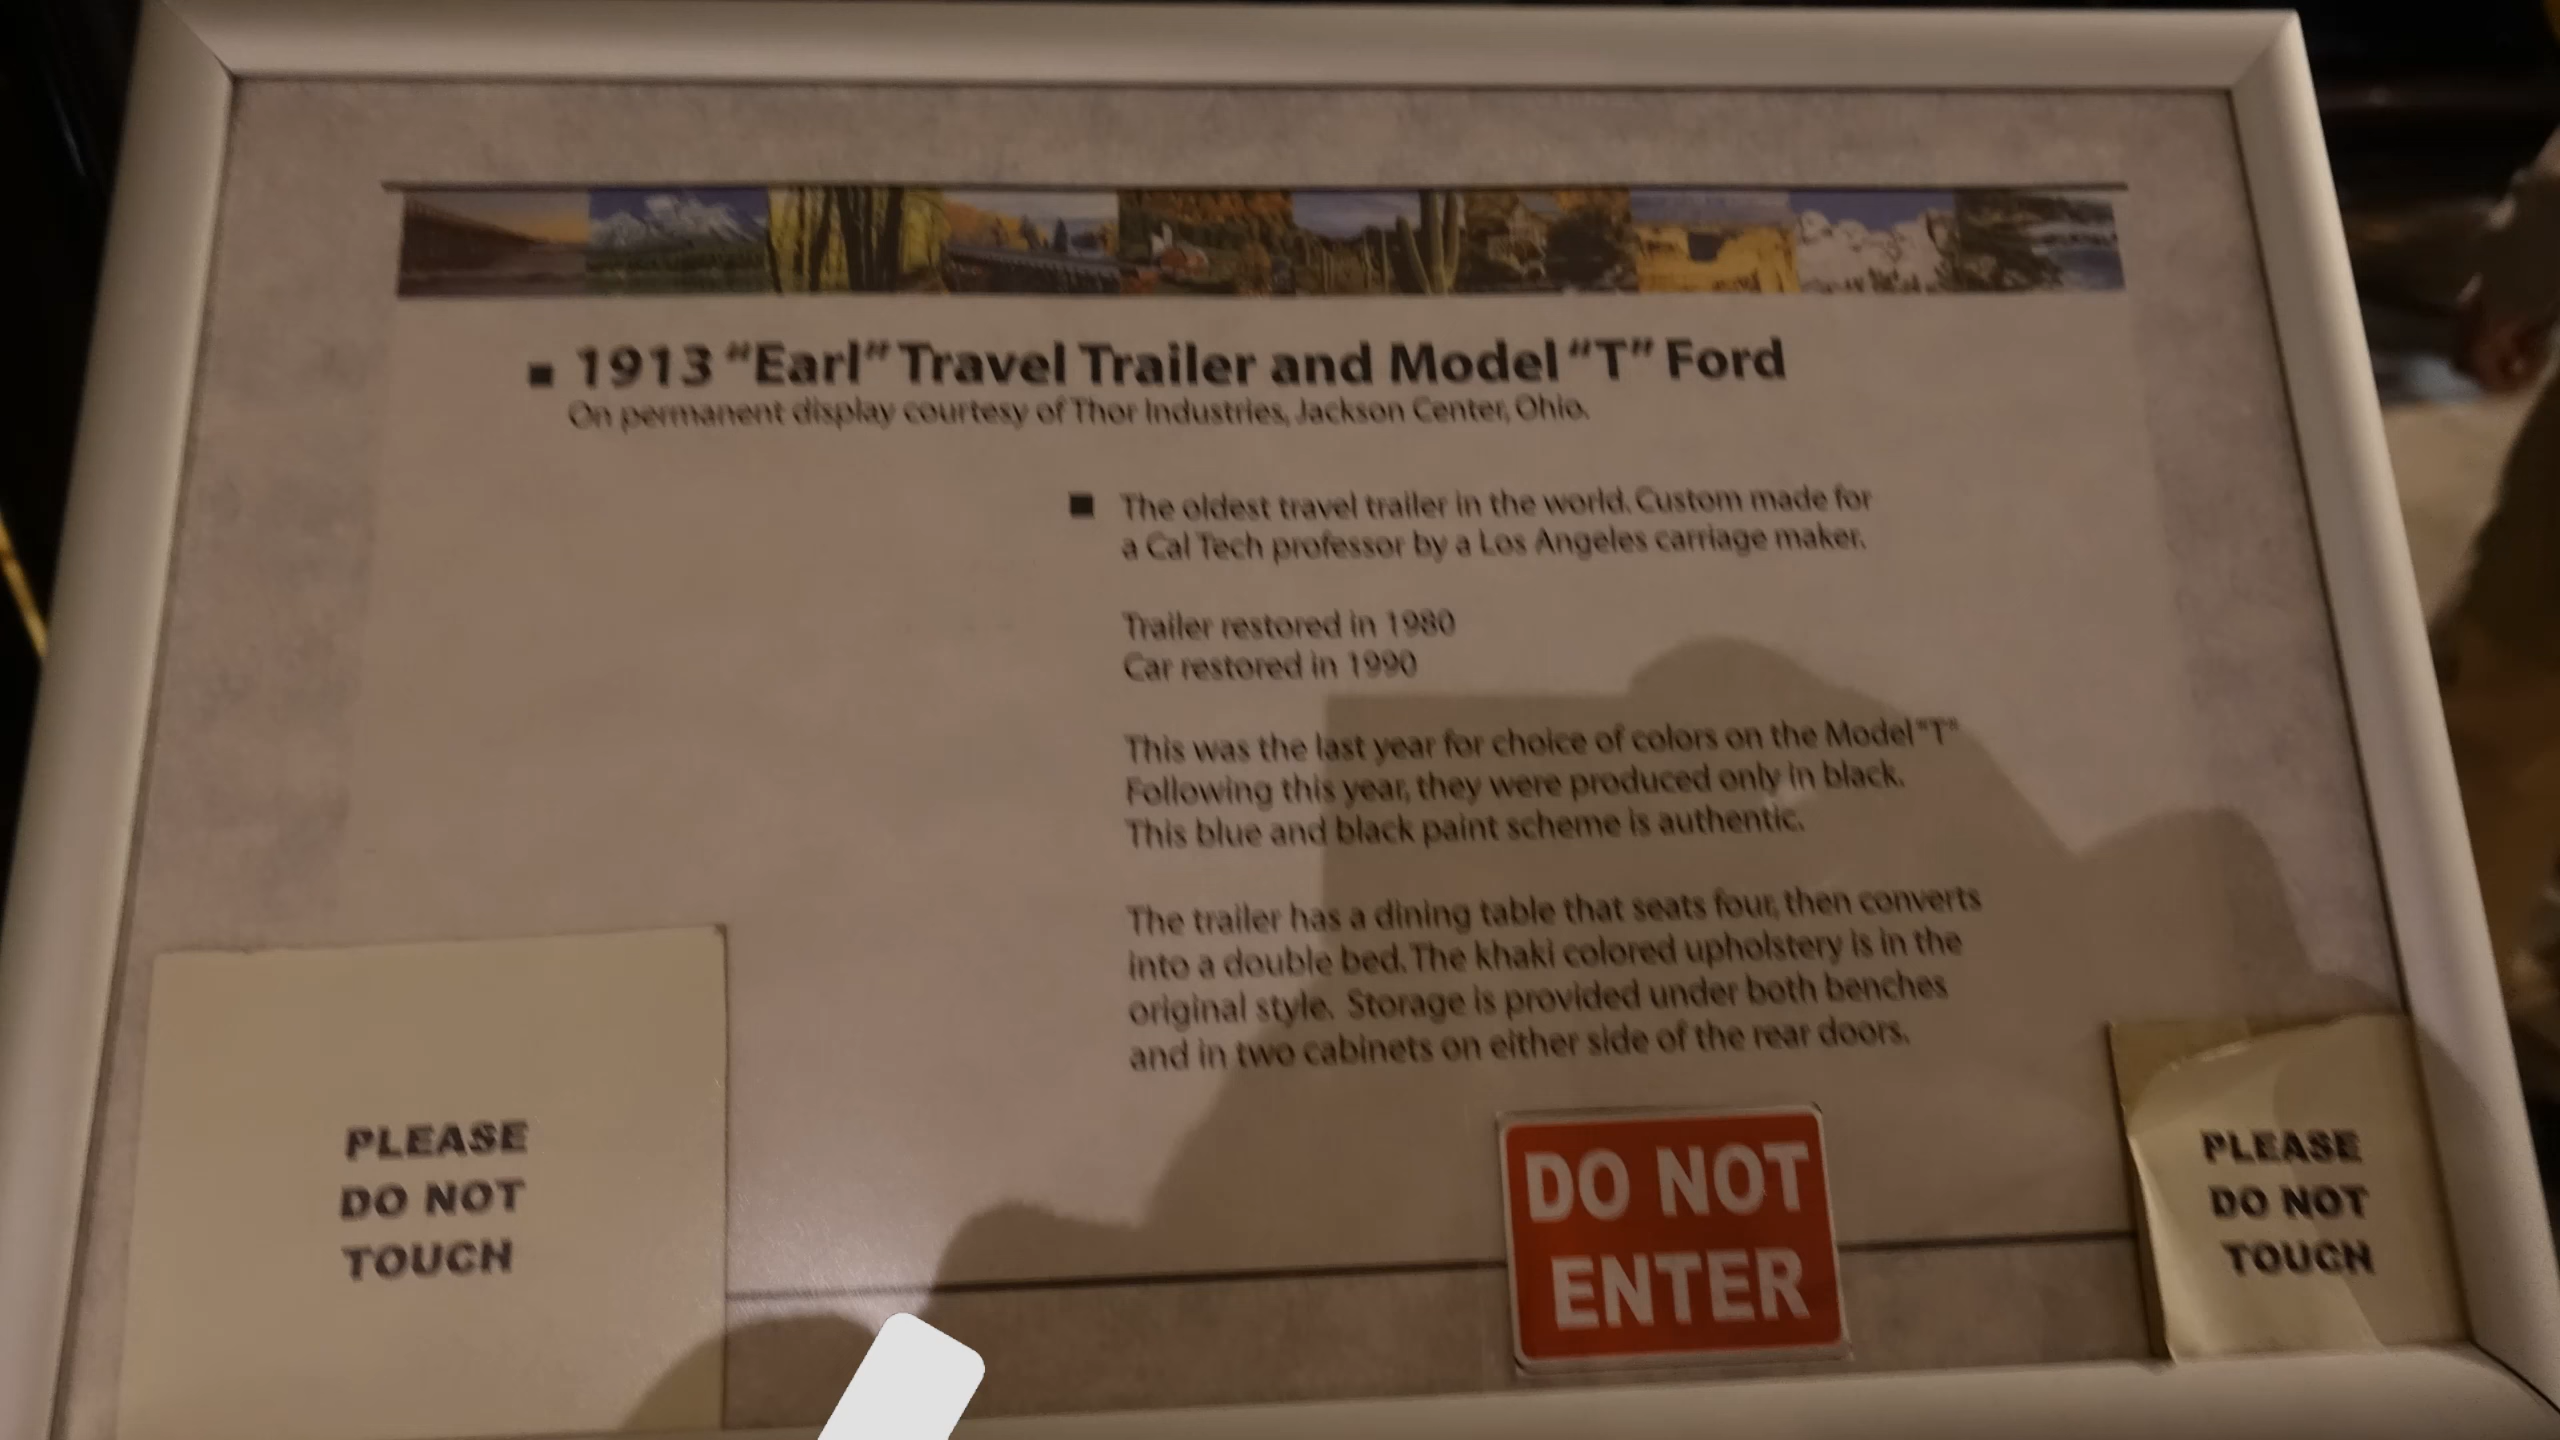 ■ 1913 “Earl” Travel Trailer and Model “T” Ford
On permanent display courtesy of Thor Industries, Jackson Center, Ohio.
■ The oldest travel trailer in the world. Custom made for
a Cal Tech professor by a Los Angeles carriage maker.
Trailer restored in 1980
Car restored in 1990
This was the last year for choice of colors on the Model “T”
Following this year, they were produced only in black.
This blue and black paint scheme is authentic.
The trailer has a dining table that seats four, then converts
into a double bed. The khaki colored upholstery is in the
original style. Storage is provided under both benches
and in two cabinets on either side of the rear doors.
PLEASE
DO NOT
TOUCH
DO NOT
ENTER
PLEASE
DO NOT
TOUCH